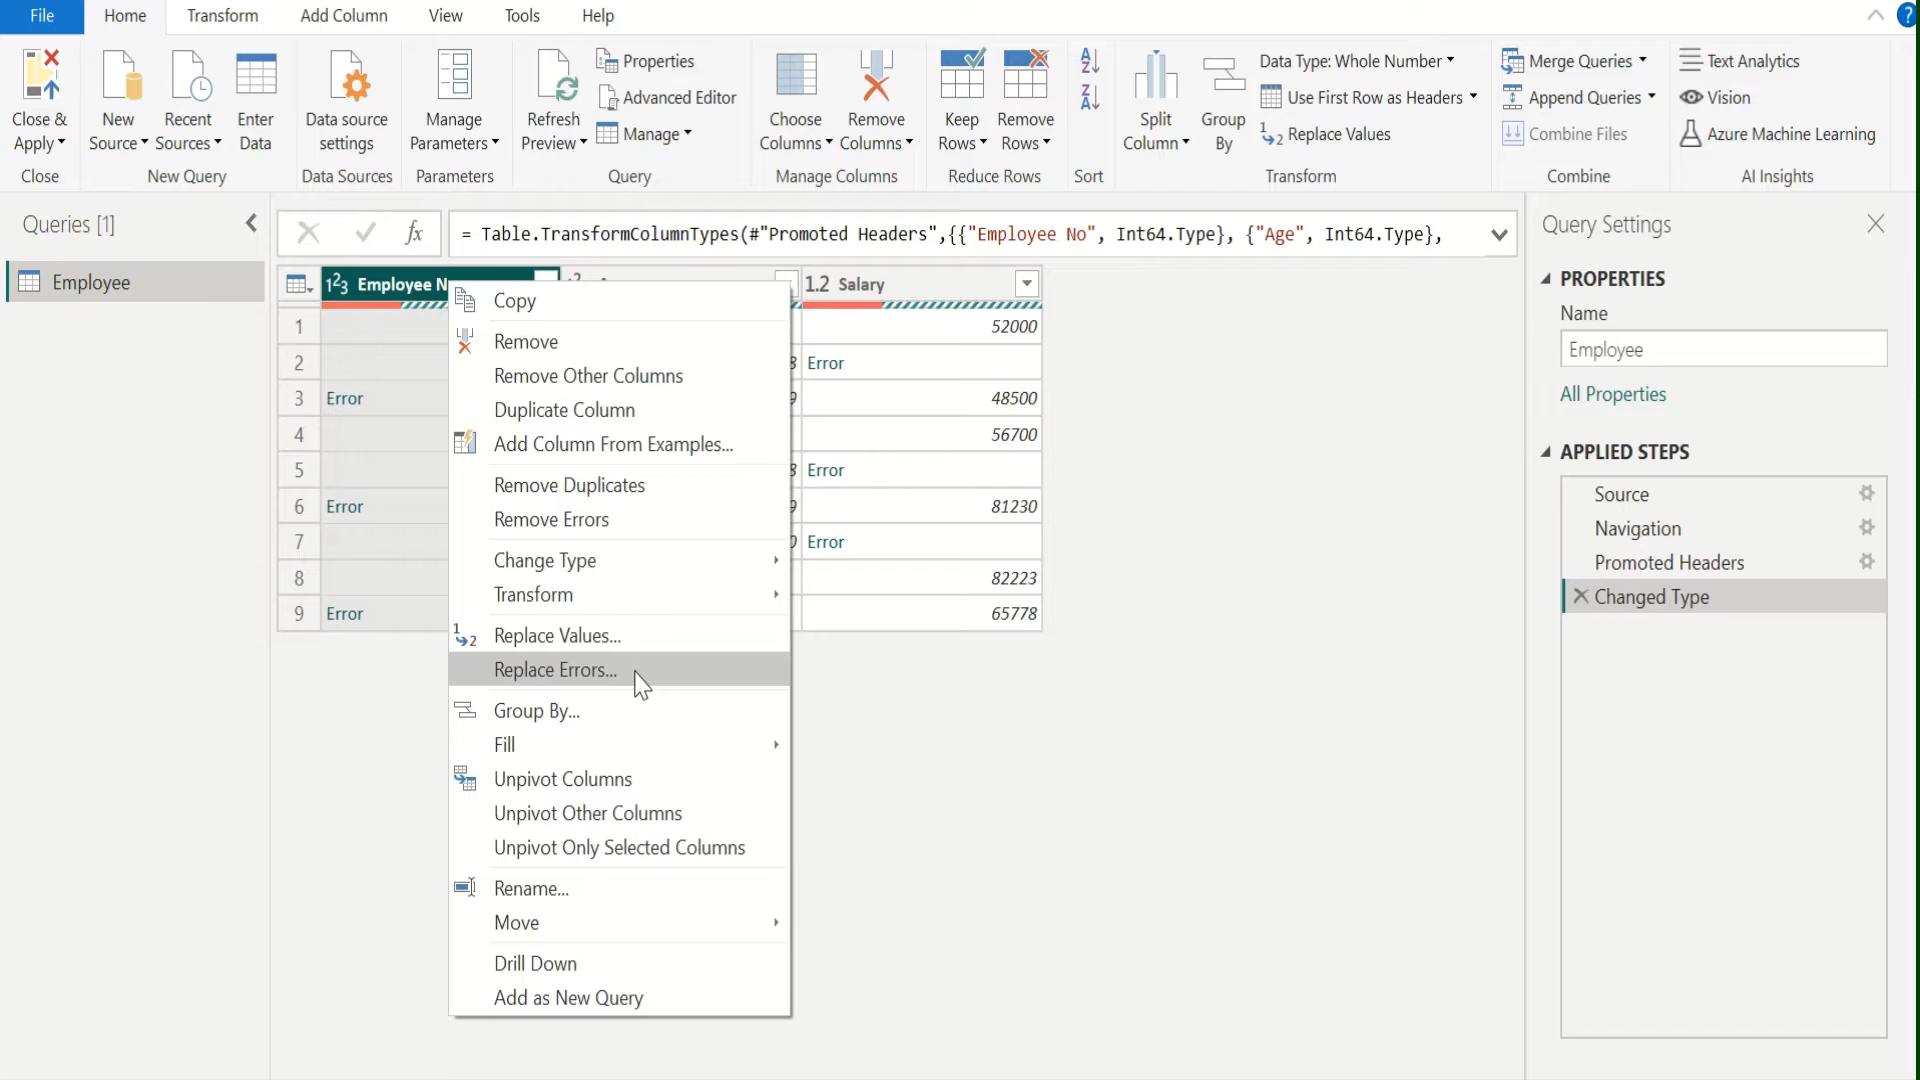 File Home Transform Add Column View Tools Help ?
Close & Apply
New Source
Recent Sources
Enter Data
Data source settings
Manage Parameters
Refresh Preview
Properties
Advanced Editor
Manage
Choose Columns
Remove Columns
Keep Rows
Remove Rows
Split Column
Group By
Data Type: Whole Number
Use First Row as Headers
Replace Values
Merge Queries
Append Queries
Combine Files
Text Analytics
Vision
Azure Machine Learning
Close New Query Data Sources Parameters Query Manage Columns Reduce Rows Sort Transform Combine AI Insights
Queries [1]
Employee
fx = Table.TransformColumnTypes(#"Promoted Headers",{{"Employee No", Int64.Type}, {"Age", Int64.Type},
123 Employee N 1.2 Salary
1 52000
2 8 Error
3 Error 9 48500
4 56700
5 8 Error
6 Error 9 81230
7 0 Error
8 82223
9 Error 65778
Copy
Remove
Remove Other Columns
Duplicate Column
Add Column From Examples...
Remove Duplicates
Remove Errors
Change Type
Transform
Replace Values...
Replace Errors...
Group By...
Fill
Unpivot Columns
Unpivot Other Columns
Unpivot Only Selected Columns
Rename...
Move
Drill Down
Add as New Query
Query Settings
PROPERTIES
Name
Employee
All Properties
APPLIED STEPS
Source
Navigation
Promoted Headers
Changed Type